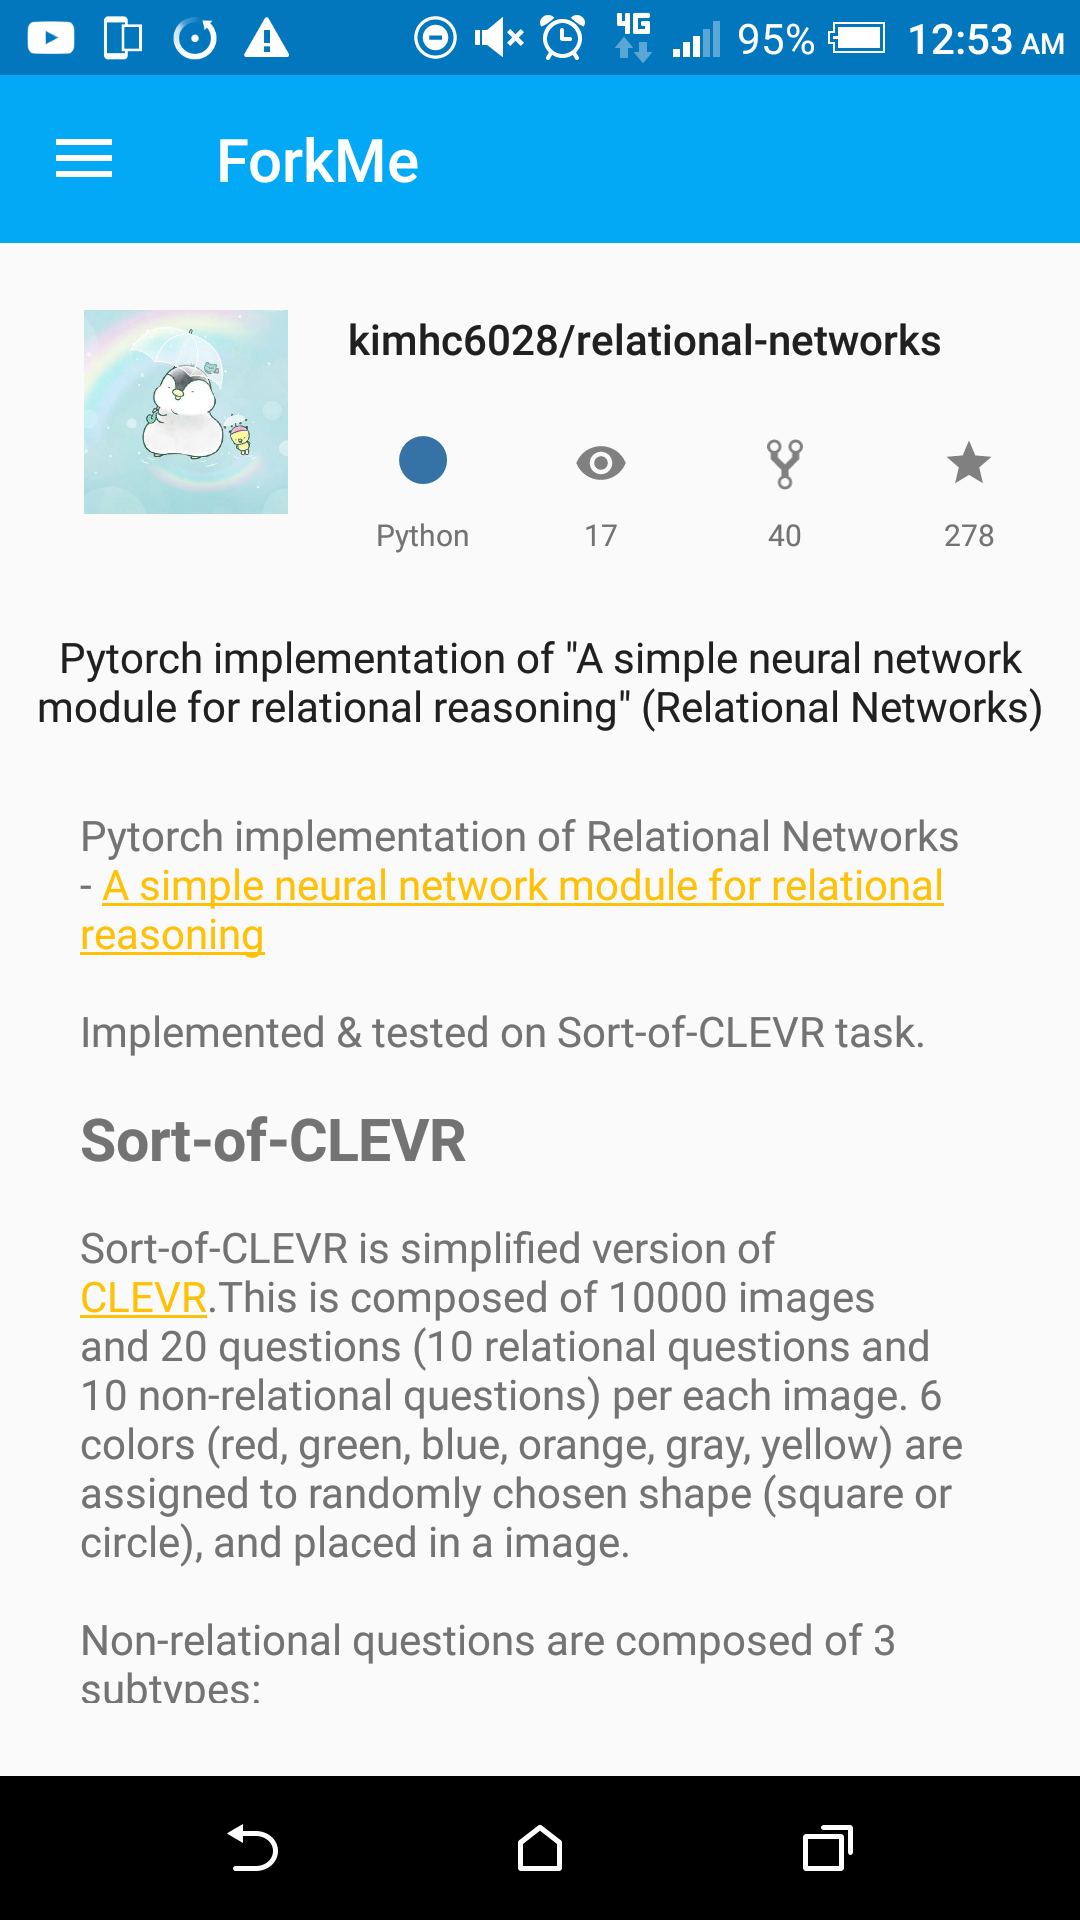 4G 95% 12:53 AM
ForkMe
kimhc6028/relational-networks
Python 17 40 278
Pytorch implementation of "A simple neural network
module for relational reasoning" (Relational Networks)
Pytorch implementation of Relational Networks
- A simple neural network module for relational
reasoning
Implemented & tested on Sort-of-CLEVR task.
Sort-of-CLEVR
Sort-of-CLEVR is simplified version of
CLEVR.This is composed of 10000 images
and 20 questions (10 relational questions and
10 non-relational questions) per each image. 6
colors (red, green, blue, orange, gray, yellow) are
assigned to randomly chosen shape (square or
circle), and placed in a image.
Non-relational questions are composed of 3
subtypes: